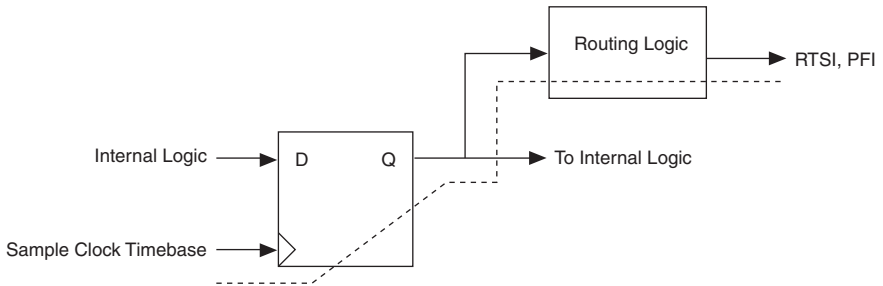 Routing Logic
RTSI, PFI
Internal Logic
D
Q
To Internal Logic
Sample Clock Timebase